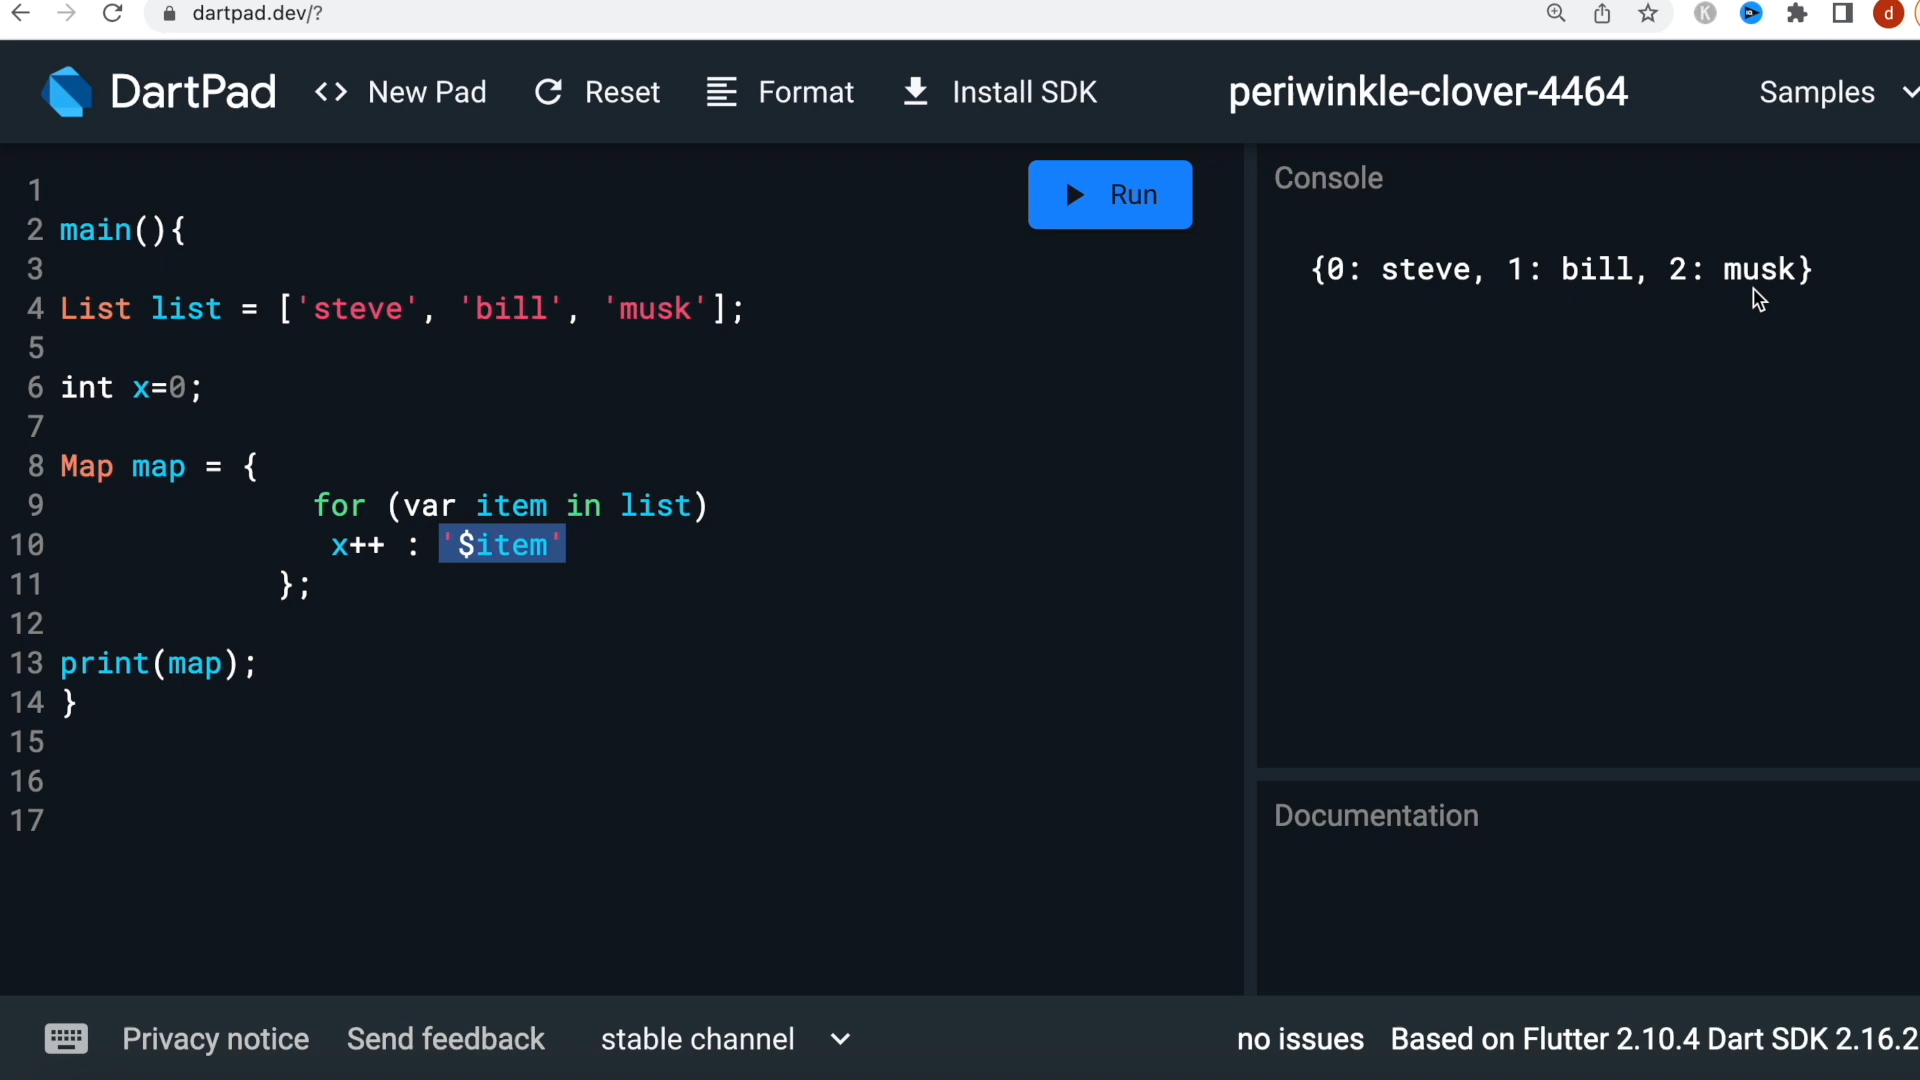 dartpad.dev/?
K
d
DartPad
<> New Pad
Reset
Format
Install SDK
periwinkle-clover-4464
Samples
Run
1
2 main(){
3
4 List list = ['steve', 'bill', 'musk'];
5
6 int x=0;
7
8 Map map = {
9 for (var item in list)
10 x++ : '$item'
11 };
12
13 print(map);
14 }
15
16
17
Console
{0: steve, 1: bill, 2: musk}
Documentation
Privacy notice
Send feedback
stable channel
no issues
Based on Flutter 2.10.4 Dart SDK 2.16.2